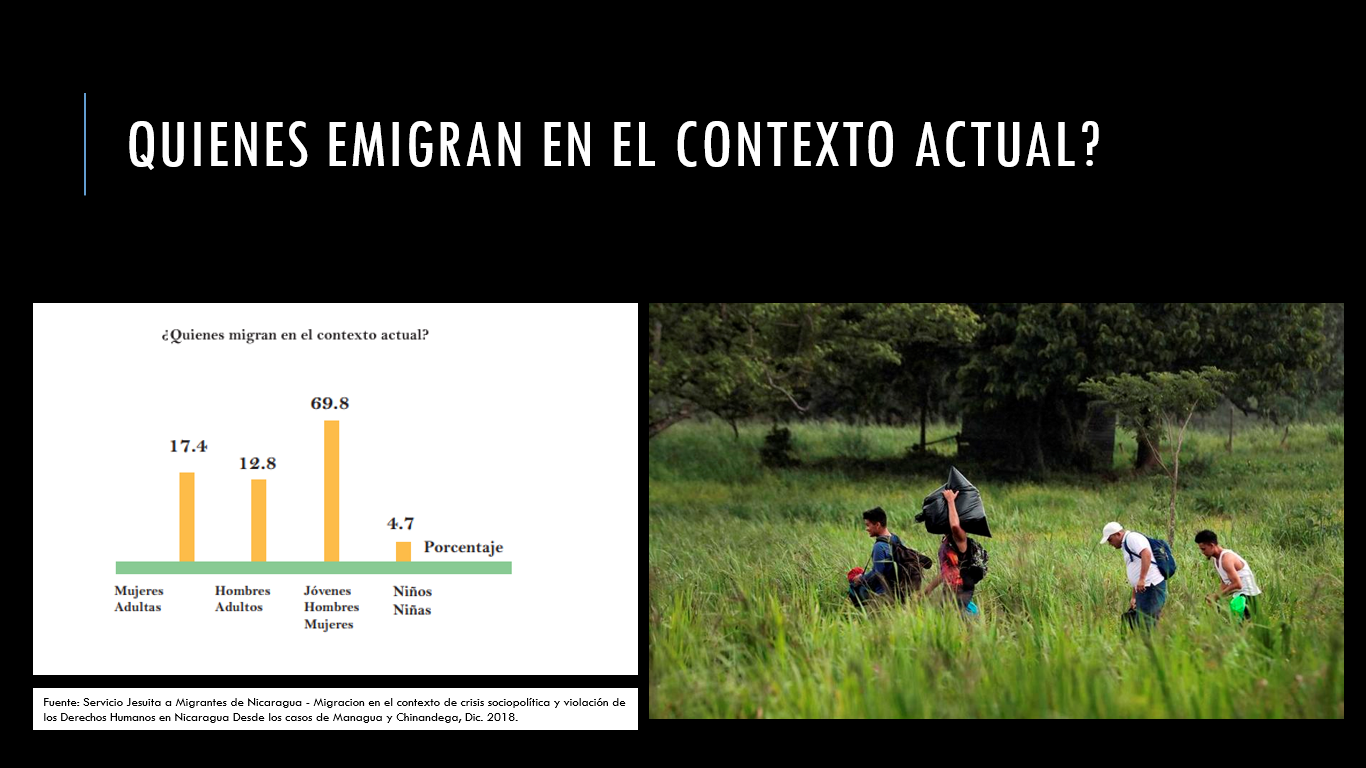 QUIENES EMIGRAN EN EL CONTEXTO ACTUAL?
¿Quienes migran en el contexto actual?
69.8
17.4
12.8
4.7
Porcentaje
Mujeres
Adultas
Hombres
Adultos
Jóvenes
Hombres
Mujeres
Niños
Niñas
Fuente: Servicio Jesuita a Migrantes de Nicaragua - Migracion en el contexto de crisis sociopolítica y violación de
los Derechos Humanos en Nicaragua Desde los casos de Managua y Chinandega, Dic. 2018.